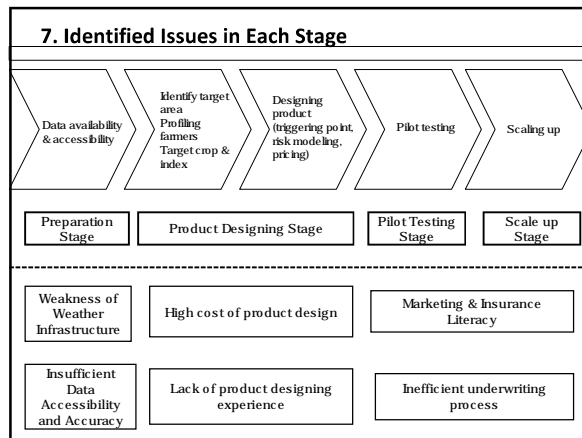 7. Identified Issues in Each Stage
Data availability
& accessibility
Identify target
area
Profiling
farmers
Target crop &
index
Designing
product
(triggering point,
risk modeling,
pricing)
Pilot testing
Scaling up
Preparation
Stage
Product Designing Stage
Pilot Testing
Stage
Scale up
Stage
Weakness of
Weather
Infrastructure
High cost of product design
Marketing & Insurance
Literacy
Insufficient
Data
Accessibility
and Accuracy
Lack of product designing
experience
Inefficient underwriting
process